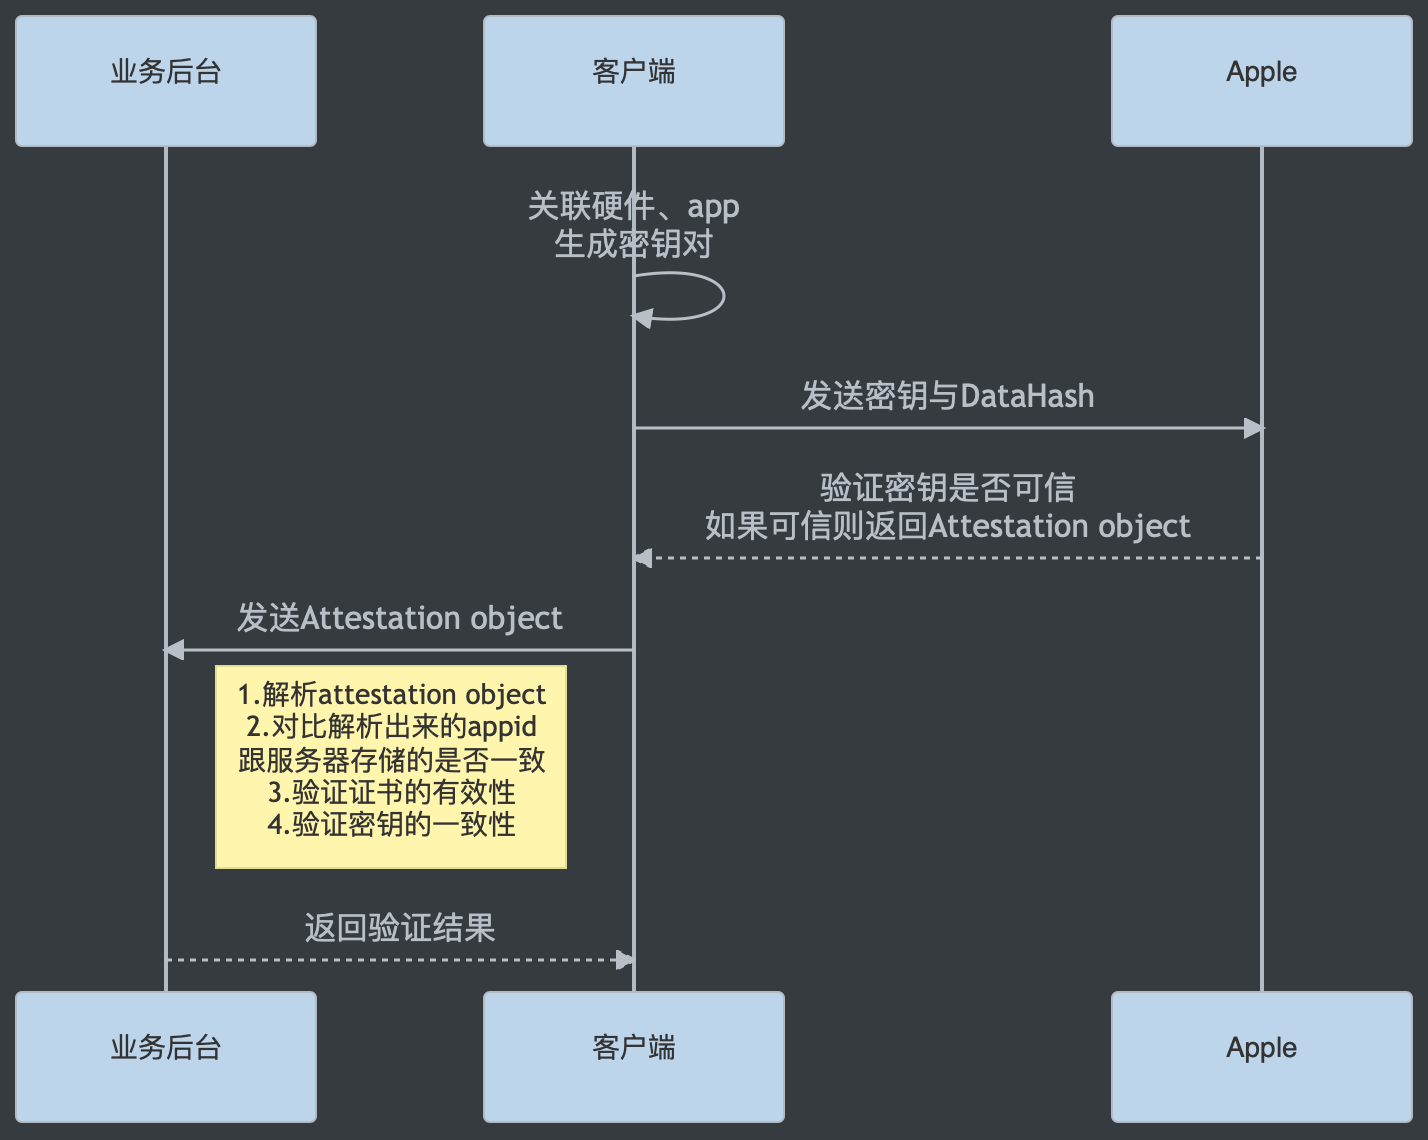 业务后台
客户端
Apple
关联硬件、app
生成密钥对
发送密钥与DataHash
验证密钥是否可信
如果可信则返回Attestation object
发送Attestation object
1.解析attestation object
2.对比解析出来的appid
跟服务器存储的是否一致
3.验证证书的有效性
4.验证密钥的一致性
返回验证结果
业务后台
客户端
Apple